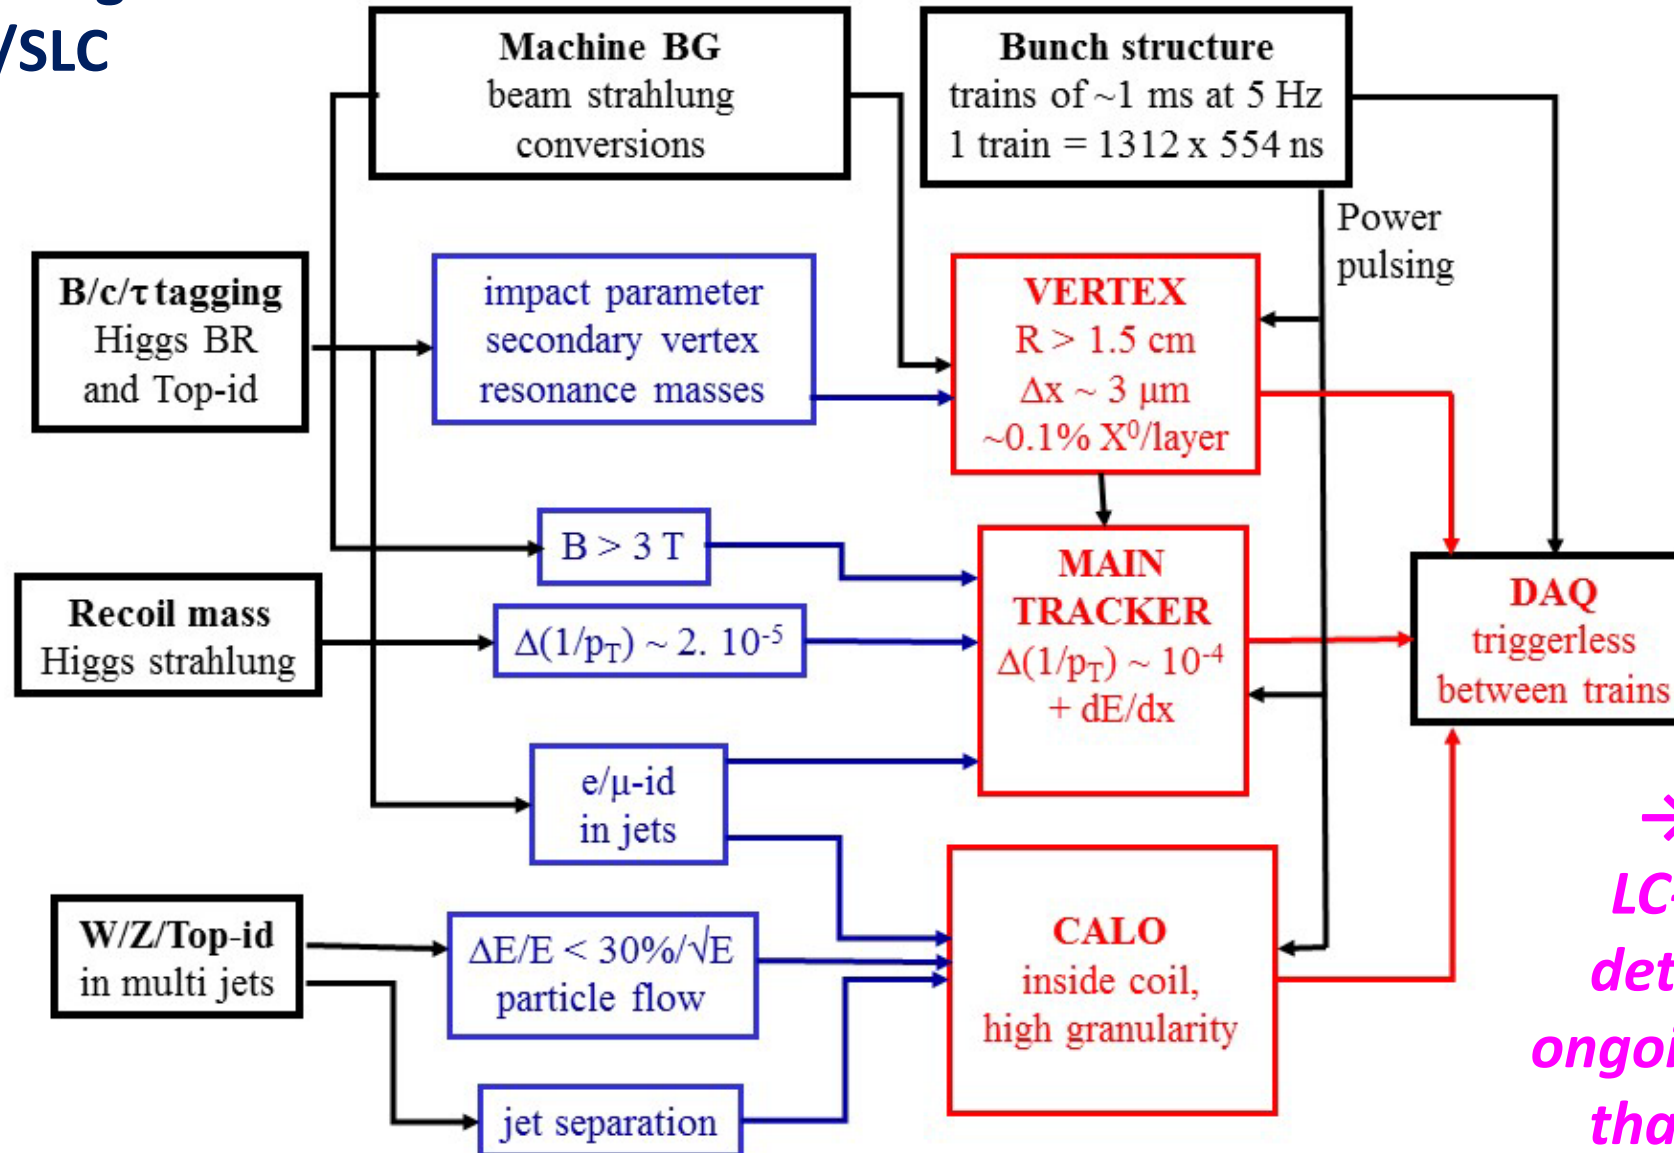 /SLC
Machine BG
beam strahlung
conversions
Bunch structure
trains of ~1 ms at 5 Hz
1 train = 1312 x 554 ns
Power
pulsing
B/c/τ tagging
Higgs BR
and Top-id
impact parameter
secondary vertex
resonance masses
VERTEX
R > 1.5 cm
Δx ~ 3 μm
~0.1% X⁰/layer
B > 3 T
Recoil mass
Higgs strahlung
Δ(1/p_T) ~ 2. 10⁻⁵
MAIN
TRACKER
Δ(1/p_T) ~ 10⁻⁴
+ dE/dx
DAQ
triggerless
between trains
e/μ-id
in jets
W/Z/Top-id
in multi jets
ΔE/E < 30%/√E
particle flow
jet separation
CALO
inside coil,
high granularity
→
LC-
det
ongoi
tha